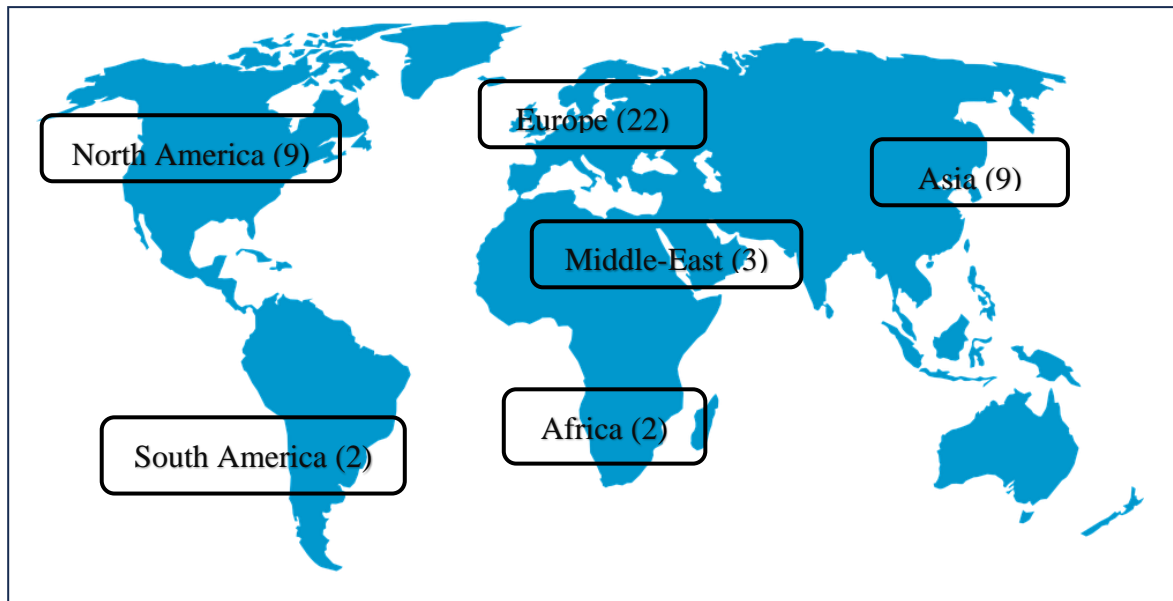 Europe (22)
North America (9)
Asia (9)
Middle-East (3)
Africa (2)
South America (2)